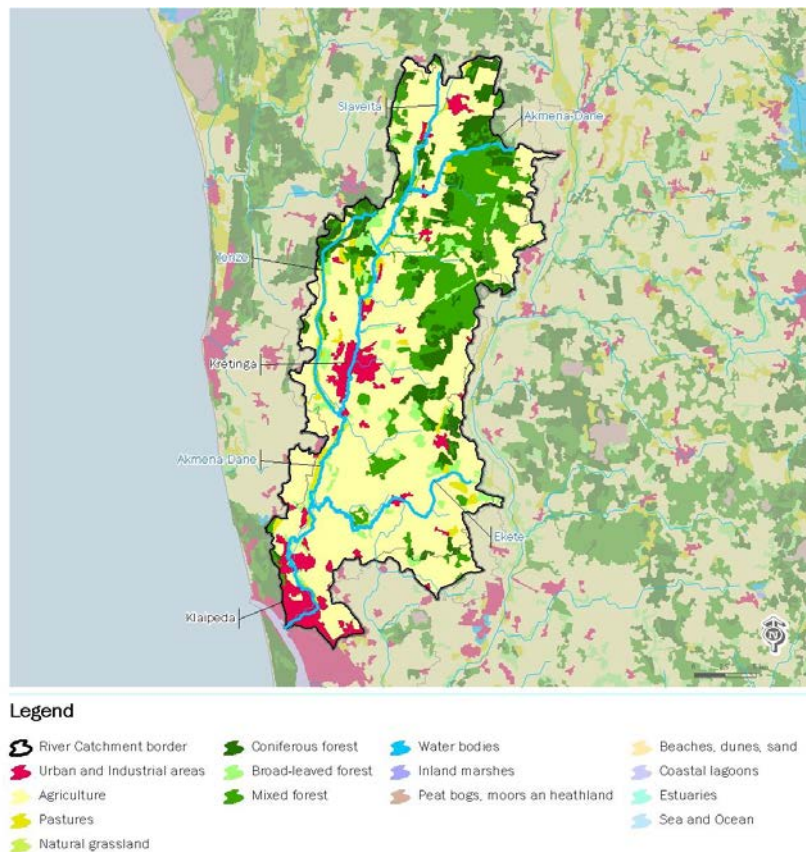 Slaveita
Akmena-Dane
Tenze
Kretinga
Akmena-Dane
Ekete
Klaipeda
N
Legend
River Catchment border
Urban and Industrial areas
Agriculture
Pastures
Natural grassland
Coniferous forest
Broad-leaved forest
Mixed forest
Water bodies
Inland marshes
Peat bogs, moors an heathland
Beaches, dunes, sand
Coastal lagoons
Estuaries
Sea and Ocean